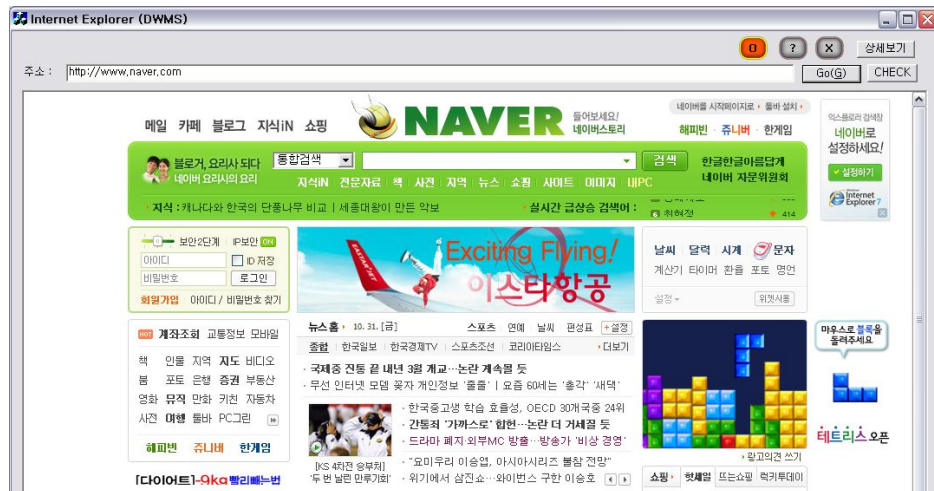 Internet Explorer (DWMS)
상세보기
주소 : http://www.naver.com Go(G) CHECK
메일 카페 블로그 지식iN 쇼핑
NAVER
들어보세요!
네이버스토리
네이버를 시작페이지로 툴바 설치
해피빈 쥬니버 한게임
익스플로러 검색창
네이버로
설정하세요!
설정하기
Internet
Explorer 7
블로거, 요리사 되다
네이버 요리사의 요리
통합검색 검색
한글한글아름답게
네이버 자문위원회
지식iN 전문자료 책 사전 지역 뉴스 쇼핑 사이트 이미지 내PC
지식 : 캐나다와 한국의 단풍나무 비교 | 세종대왕이 만든 악보
실시간 급상승 검색어 :
최혜정 414
보안2단계 IP보안 ON
아이디 ID 저장
비밀번호 로그인
회원가입 아이디 / 비밀번호 찾기
EASTAR JET
Exciting Flying!
이스타항공
날씨 달력 시계 문자
계산기 타이머 환율 포토 명언
설정 위젯사용
HOT 계좌조회 교통정보 모바일
책 인물 지역 지도 비디오
붐 포토 은행 증권 부동산
영화 뮤직 만화 키친 자동차
사전 여행 툴바 PC그린
해피빈 쥬니버 한게임
[다이어트]-9kg 빨리빼는법
뉴스홈 10. 31. [금] 스포츠 연예 날씨 편성표 +설정
종합 한국일보 한국경제TV 스포츠조선 코리아타임스 더보기
· 국제중 진통 끝 내년 3월 개교…논란 계속될 듯
· 무선 인터넷 모뎀 꽂자 개인정보 '줄줄' | 요즘 60세는 '총각' '새댁'
· 한국중고생 학습 효율성, OECD 30개국중 24위
· 간통죄 '가까스로' 합헌…논란 더 거세질 듯
· 드라마 폐지·외부MC 방출…방송가 '비상 경영'
· "요미우리 이승엽, 아시아시리즈 불참 전망"
· 위기에서 삼진쇼…와이번스 구한 이승호
[KS 4차전 승부처]
'두 번 날린 만루기회'
마우스로 블록을
돌려주세요
테트리스 오픈
광고의견 쓰기
쇼핑 핫세일 뜨는쇼핑 럭키투데이